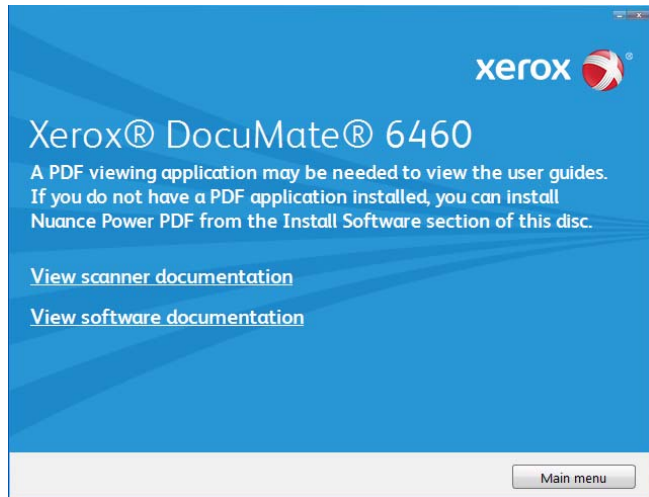 xerox®
Xerox® DocuMate® 6460
A PDF viewing application may be needed to view the user guides.
If you do not have a PDF application installed, you can install
Nuance Power PDF from the Install Software section of this disc.
View scanner documentation
View software documentation
Main menu